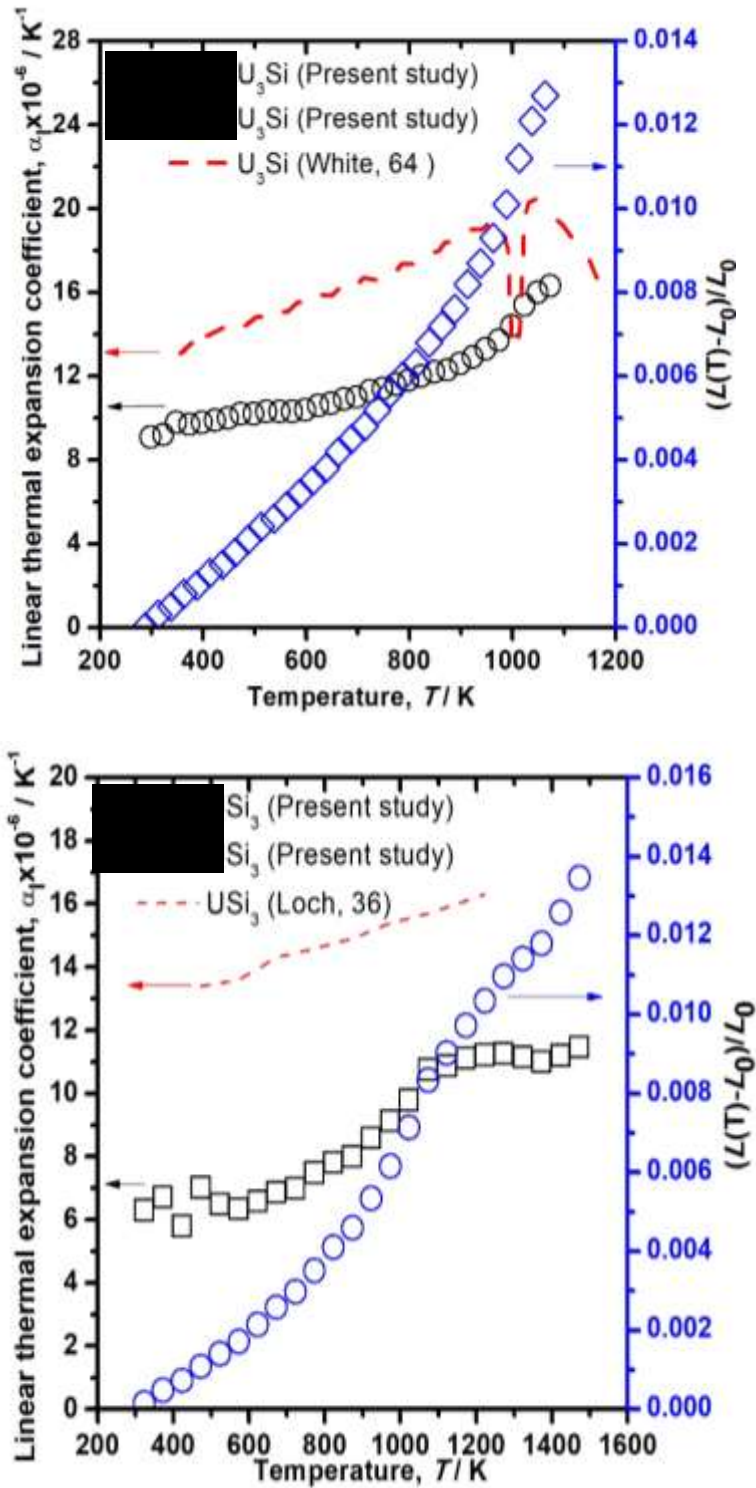 28
24
20
16
12
8
4
0
Linear thermal expansion coefficient, αₗx10⁻⁶ / K⁻¹
U₃Si (Present study)
U₃Si (Present study)
U₃Si (White, 64 )
0.014
0.012
0.010
0.008
0.006
0.004
0.002
0.000
(L(T)-L⁰)/L⁰
200 400 600 800 1000 1200
Temperature, T / K
20
18
16
14
12
10
8
6
4
2
0
Linear thermal expansion coefficient, αₗx10⁻⁶ / K⁻¹
Si₃ (Present study)
Si₃ (Present study)
USi₃ (Loch, 36)
0.016
0.014
0.012
0.010
0.008
0.006
0.004
0.002
0.000
(L(T)-L⁰)/L⁰
200 400 600 800 1000 1200 1400 1600
Temperature, T / K